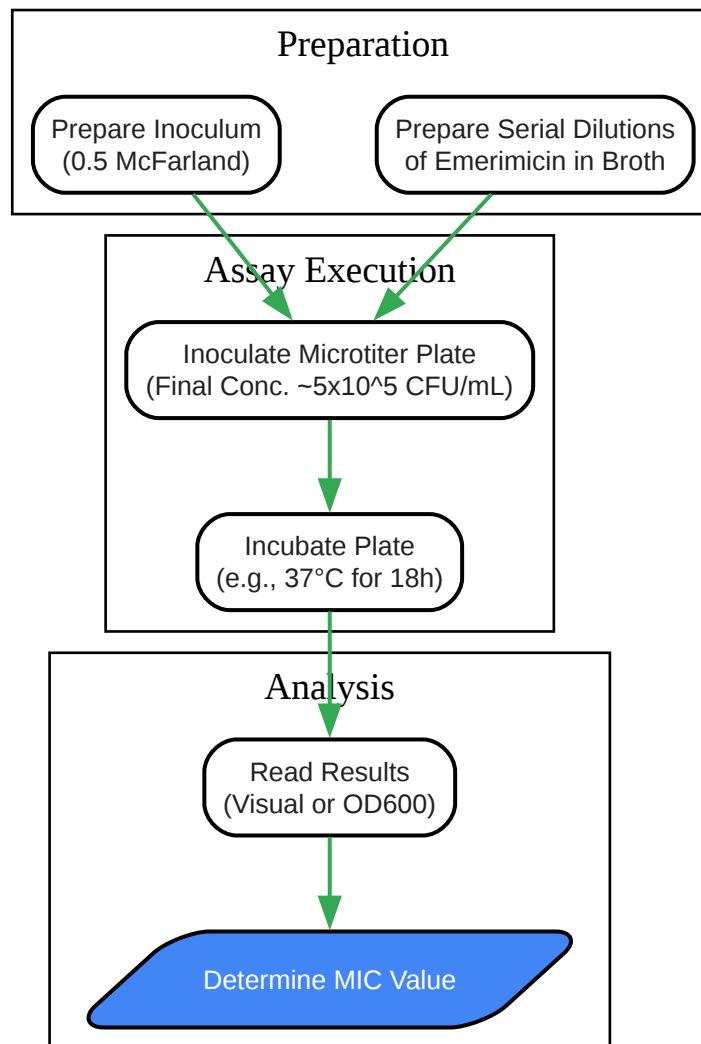 Preparation
Prepare Inoculum
(0.5 McFarland)
Prepare Serial Dilutions
of Emerimicin in Broth
Assay Execution
Inoculate Microtiter Plate
(Final Conc. ~5x10^5 CFU/mL)
Incubate Plate
(e.g., 37°C for 18h)
Analysis
Read Results
(Visual or OD600)
Determine MIC Value